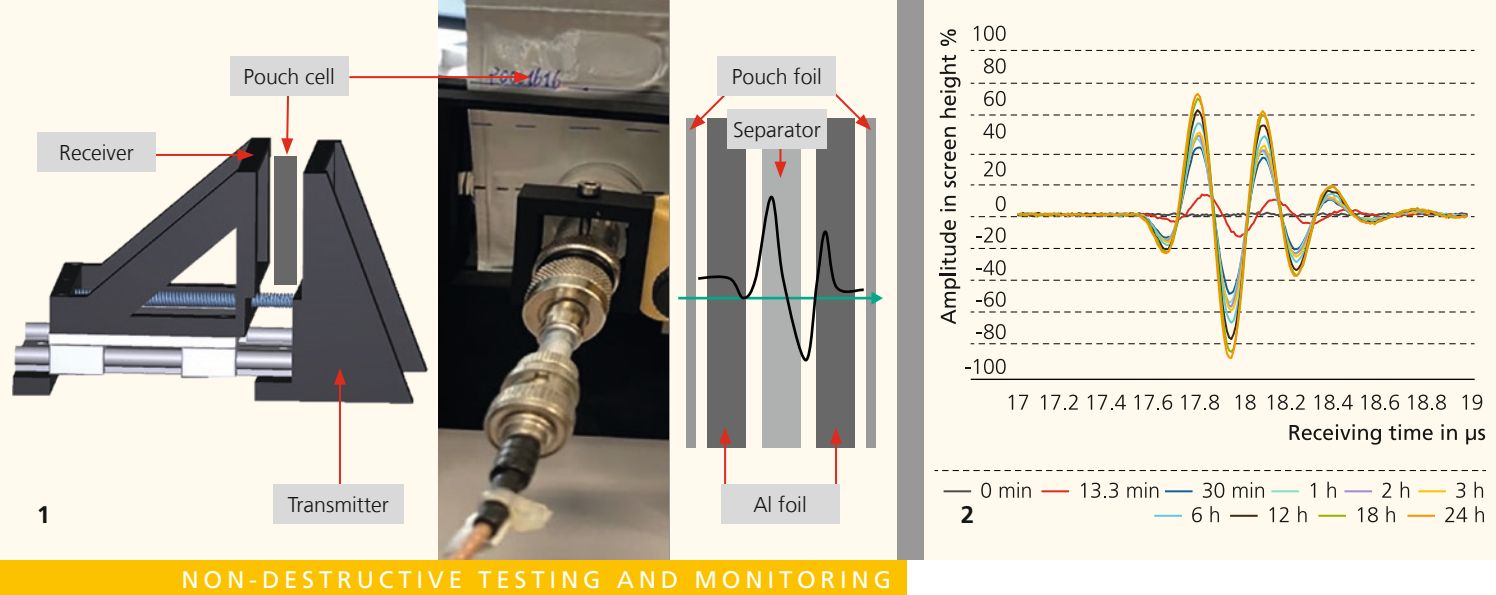 Pouch cell
Receiver
Transmitter
1
Pouch foil
Separator
Al foil
NON-DESTRUCTIVE TESTING AND MONITORING
Amplitude in screen height %
100
80
60
40
20
0
-20
-40
-60
-80
-100
17 17.2 17.4 17.6 17.8 18 18.2 18.4 18.6 18.8 19
Receiving time in µs
0 min 13.3 min 30 min 1 h 2 h 3 h
6 h 12 h 18 h 24 h
2